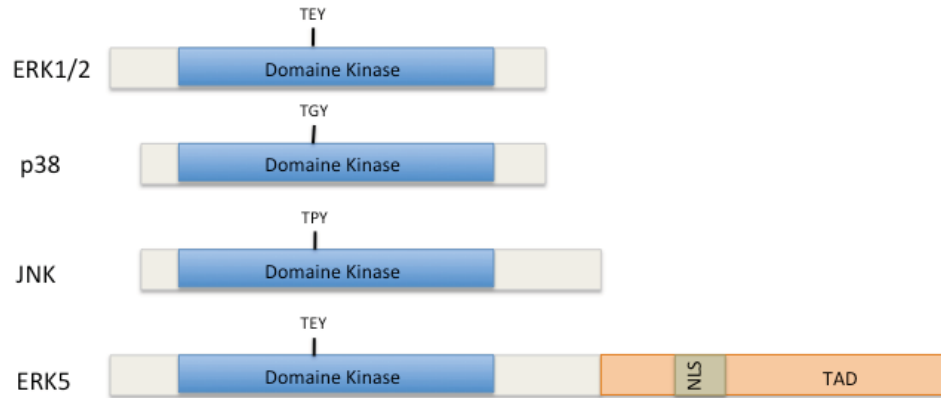 TEY
ERK1/2
Domaine Kinase
TGY
p38
Domaine Kinase
TPY
JNK
Domaine Kinase
TEY
ERK5
Domaine Kinase
NLS
TAD